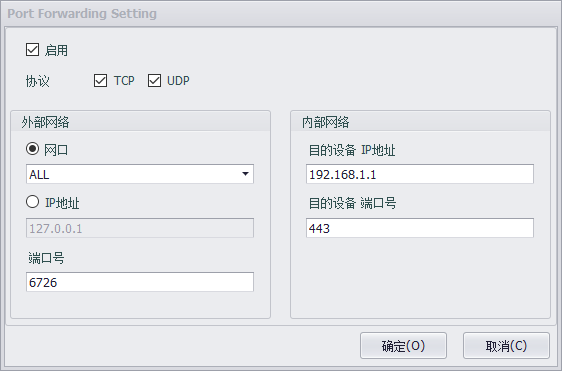 Port Forwarding Setting
启用
协议 TCP UDP
外部网络
网口
ALL
IP地址
127.0.0.1
端口号
6726
内部网络
目的设备 IP地址
192.168.1.1
目的设备 端口号
443
确定(O) 取消(C)